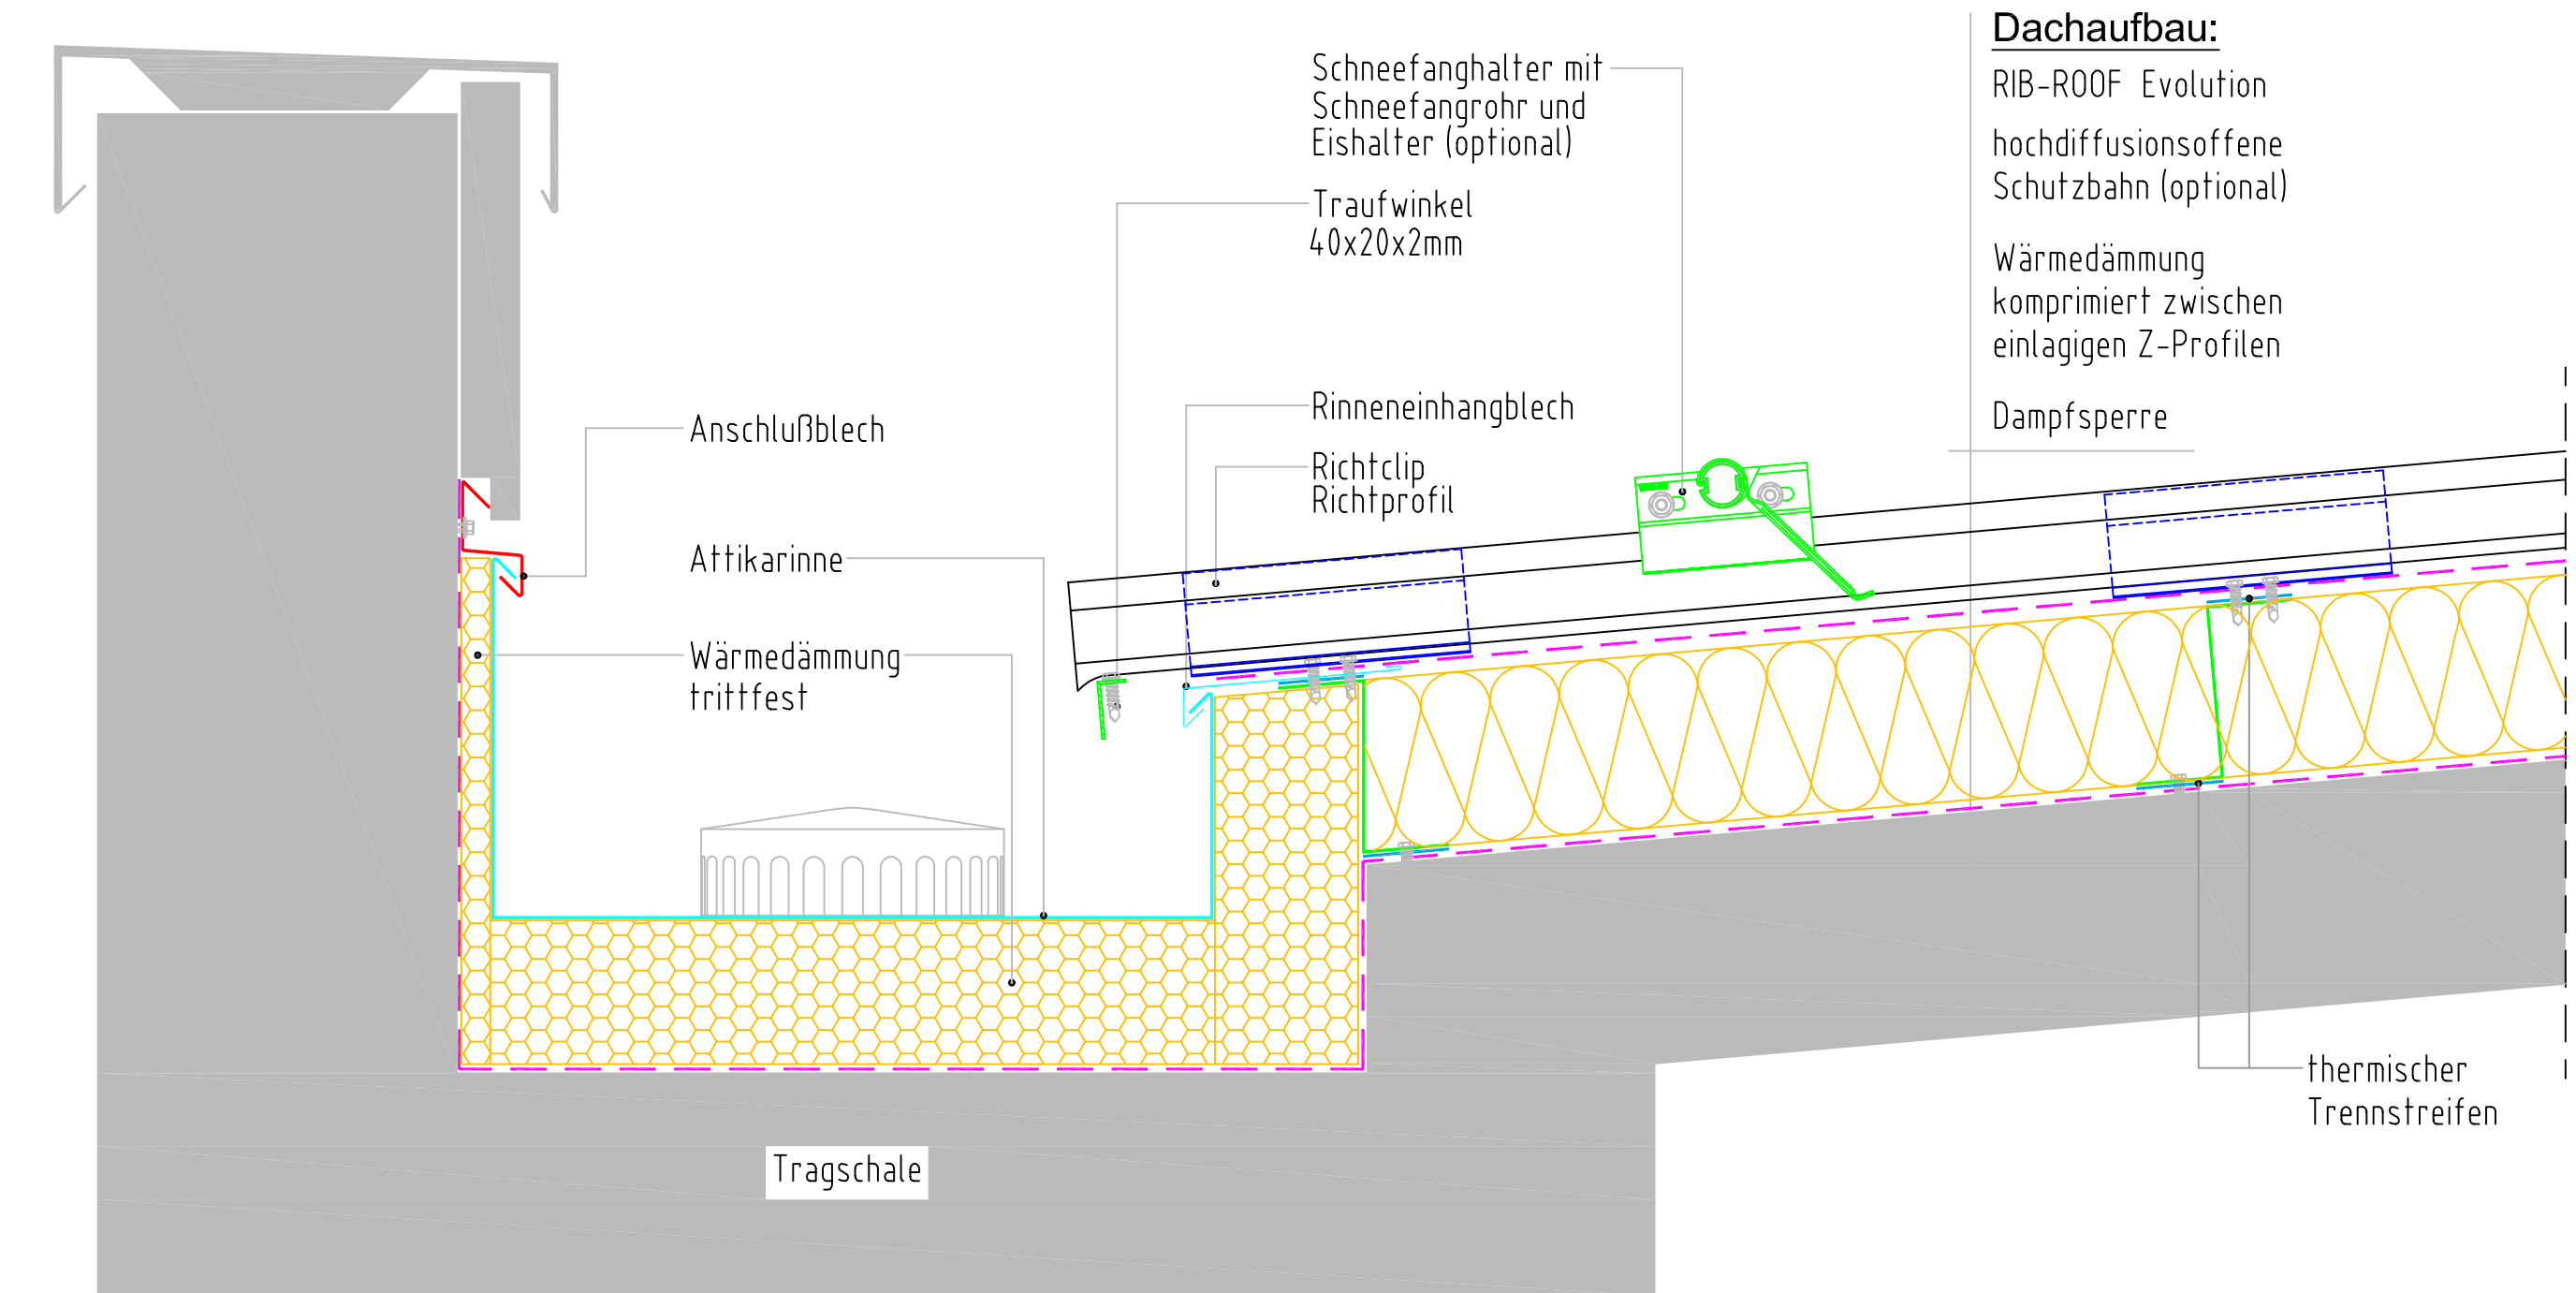 Dachaufbau:
RIB-ROOF Evolution
hochdiffusionsoffene
Schutzbahn (optional)
Wärmedämmung
komprimiert zwischen
einlagigen Z-Profilen
Dampfsperre
Schneefanghalter mit
Schneefangrohr und
Eishalter (optional)
Traufwinkel
40x20x2mm
Rinneneinhangblech
Richtclip
Richtprofil
Anschlußblech
Attikarinne
Wärmedämmung
trittfest
thermischer
Trennstreifen
Tragschale